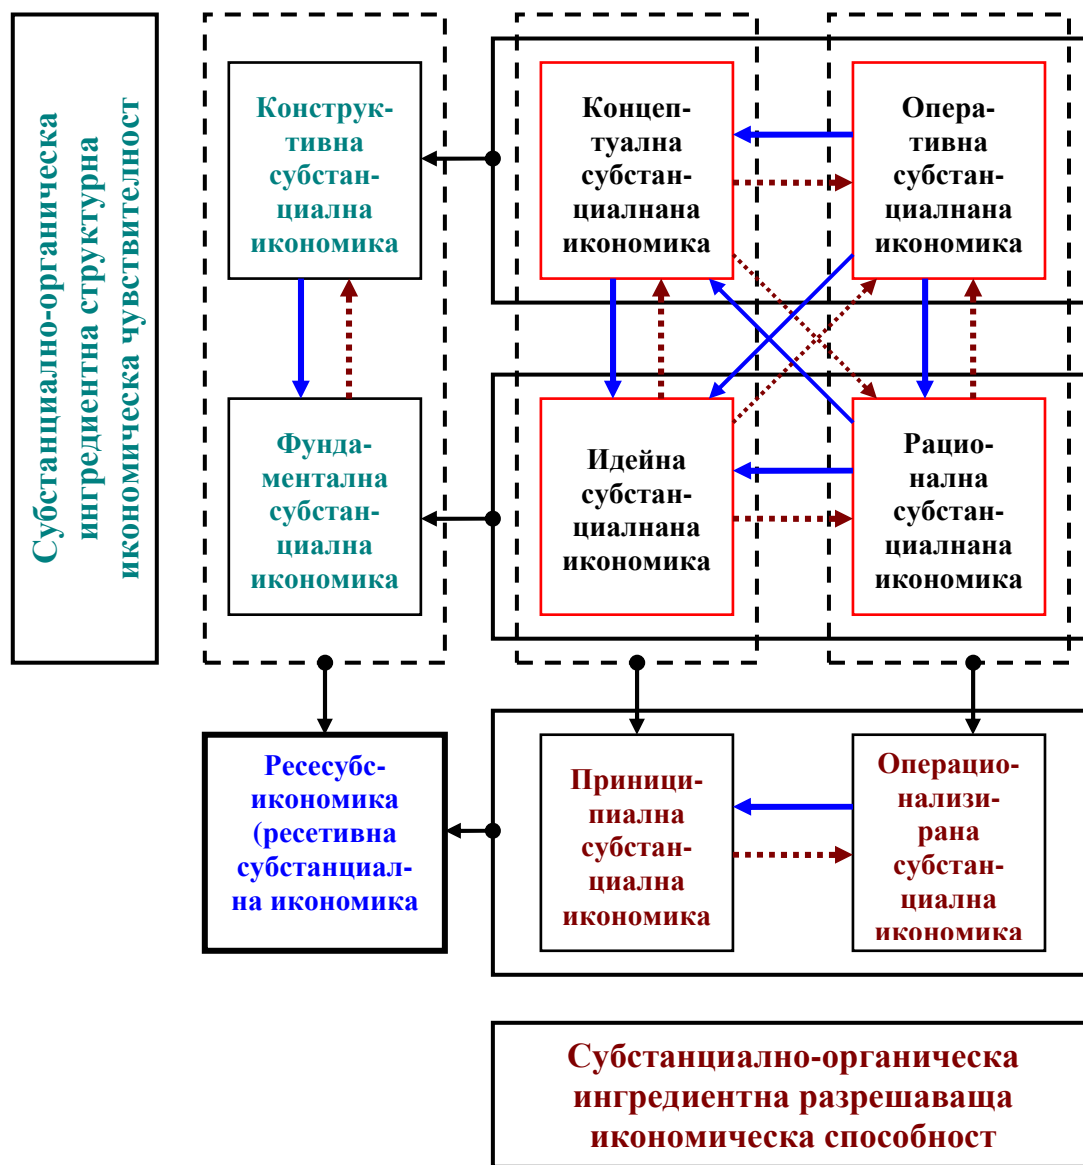 Субстанциално-органическа
ингредиентна структурна
икономическа чувствителност
Конструк-
тивна
субстан-
циална
икономика
Концеп-
туална
субстан-
циалнана
икономика
Опера-
тивна
субстан-
циалнана
икономика
Фунда-
ментална
субстан-
циална
икономика
Идейна
субстан-
циалнана
икономика
Рацио-
нална
субстан-
циалнана
икономика
Ресесубс-
икономика
(ресетивна
субстанциал-
на икономика
Приници-
пиална
субстан-
циална
икономика
Операцио-
нализи-
рана
субстан-
циална
икономика
Субстанциално-органическа
ингредиентна разрешаваща
икономическа способност